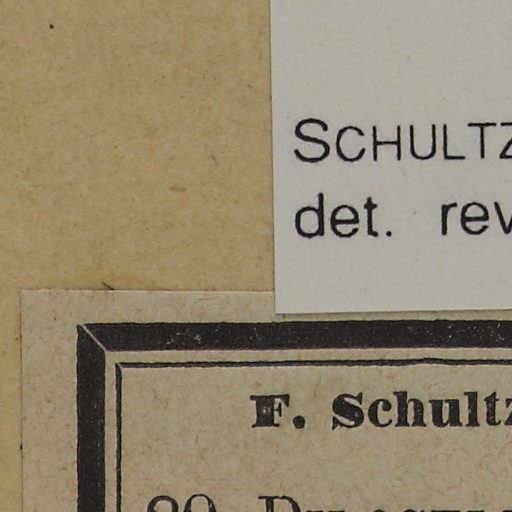 SCHULTZ
det. rev
F. Schultz